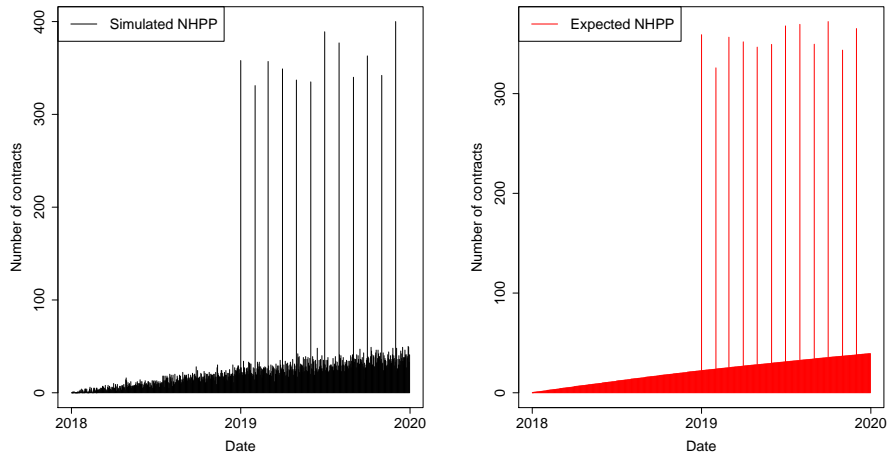 Simulated NHPP
Number of contracts
400
300
200
100
0
2018
2019
2020
Date
Expected NHPP
Number of contracts
300
200
100
0
2018
2019
2020
Date